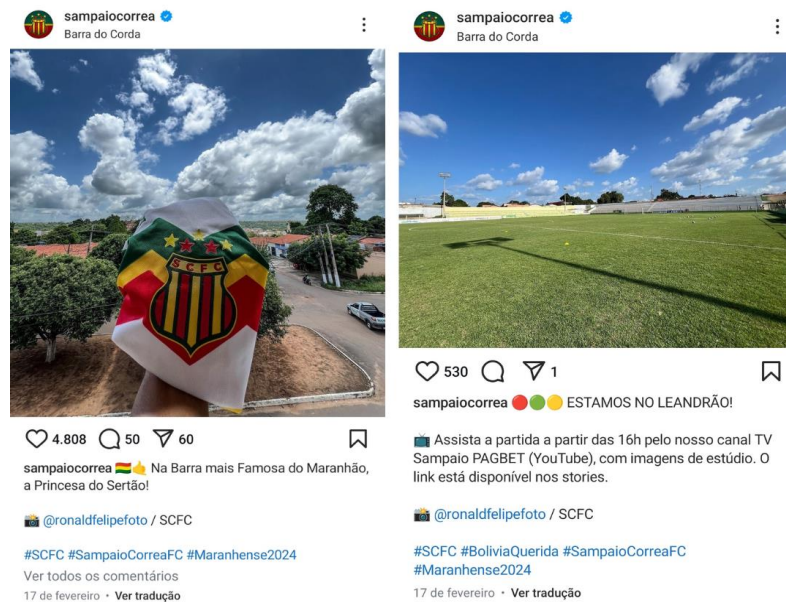 sampaiocorrea
Barra do Corda
SCFC
4.808 50 60
sampaiocorrea 🇧🇴🤙 Na Barra mais Famosa do Maranhão,
a Princesa do Sertão!
📸 @ronaldfelipefoto / SCFC
#SCFC #SampaioCorreaFC #Maranhense2024
Ver todos os comentários
17 de fevereiro • Ver tradução
sampaiocorrea
Barra do Corda
530 1
sampaiocorrea 🔴🟢🟡 ESTAMOS NO LEANDRÃO!
📺 Assista a partida a partir das 16h pelo nosso canal TV
Sampaio PAGBET (YouTube), com imagens de estúdio. O
link está disponível nos stories.
📸 @ronaldfelipefoto / SCFC
#SCFC #BoliviaQuerida #SampaioCorreaFC
#Maranhense2024
17 de fevereiro • Ver tradução